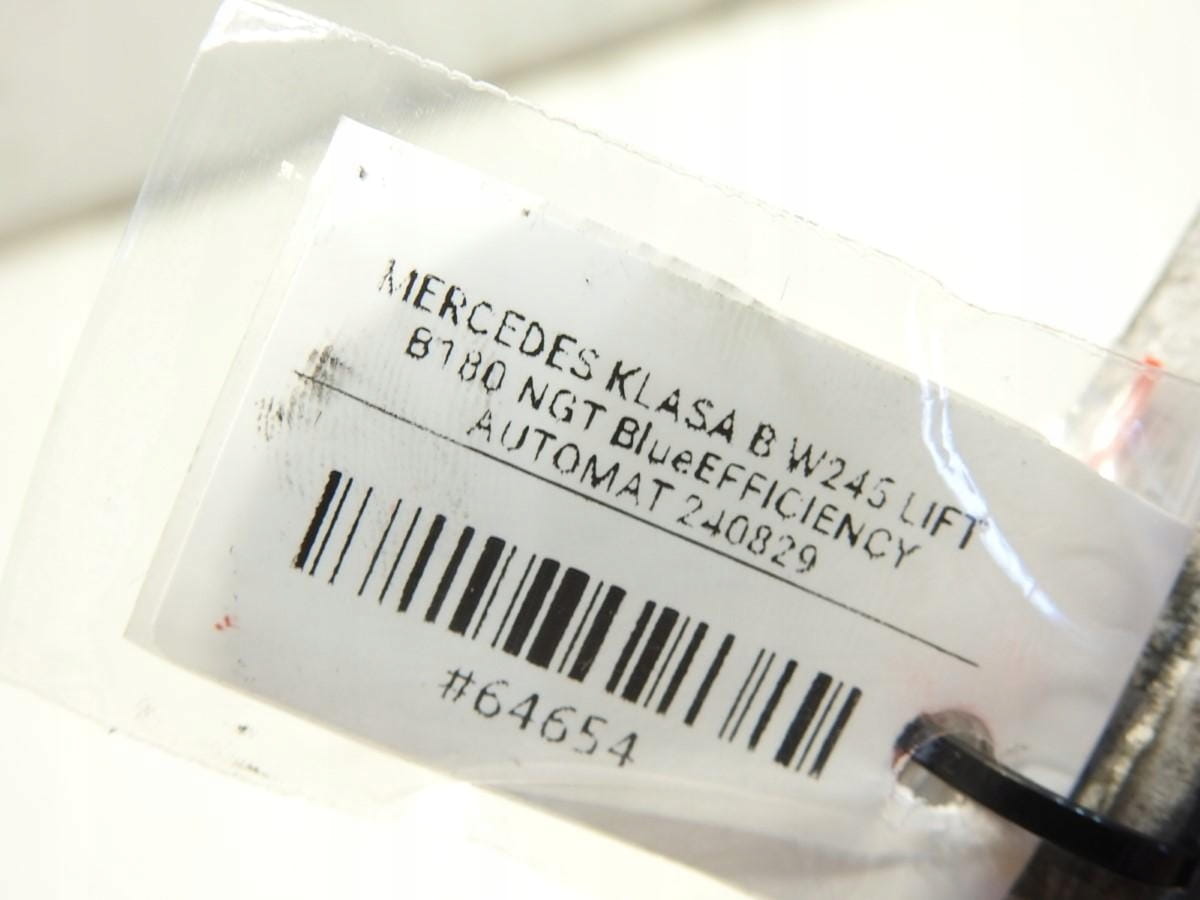 MERCEDES KLASA B W245 LIFT
B180 NGT BlueEFFICIENCY
AUTOMAT 240829
#64654